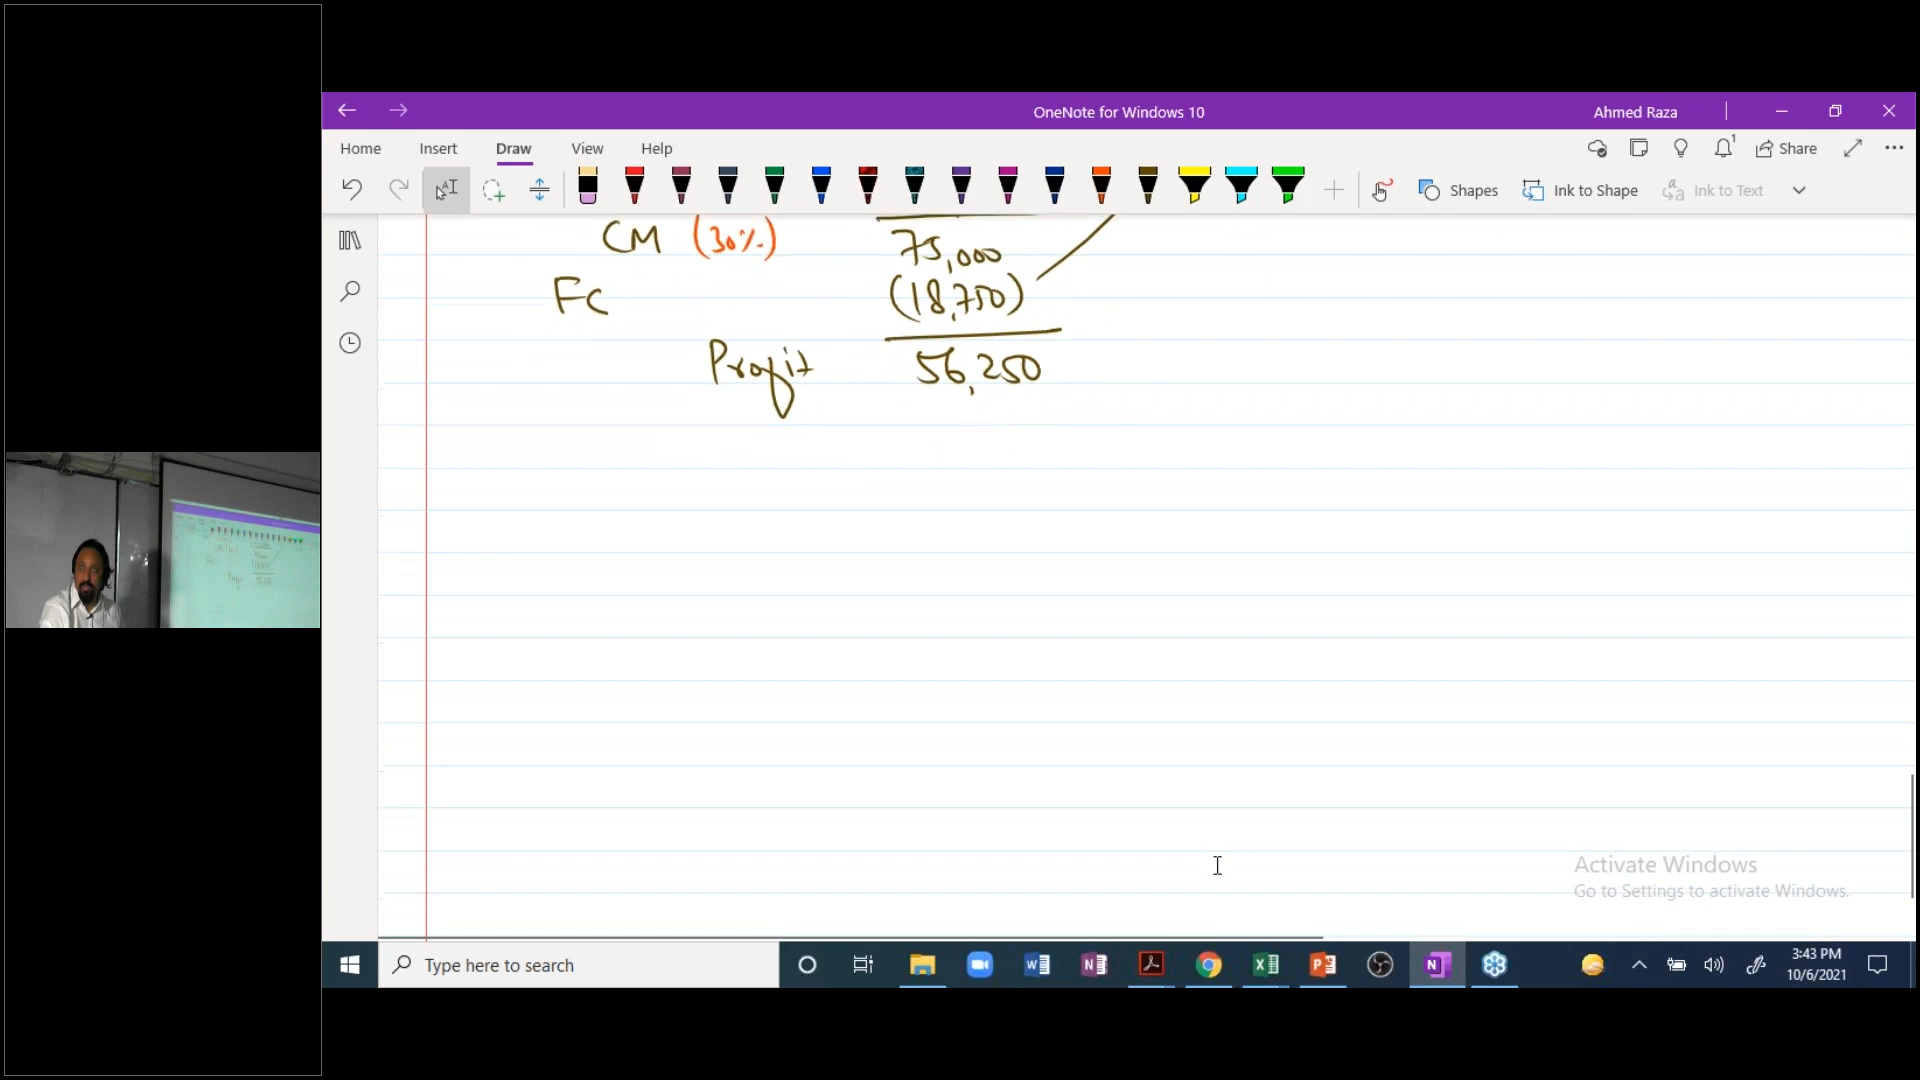 OneNote for Windows 10 Ahmed Raza
Home Insert Draw View Help 1 Share
Shapes Ink to Shape Ink to Text
CM (30%) 75,000
FC (18,750)
Profit 56,250
Activate Windows
Go to Settings to activate Windows.
Type here to search
3:43 PM
10/6/2021